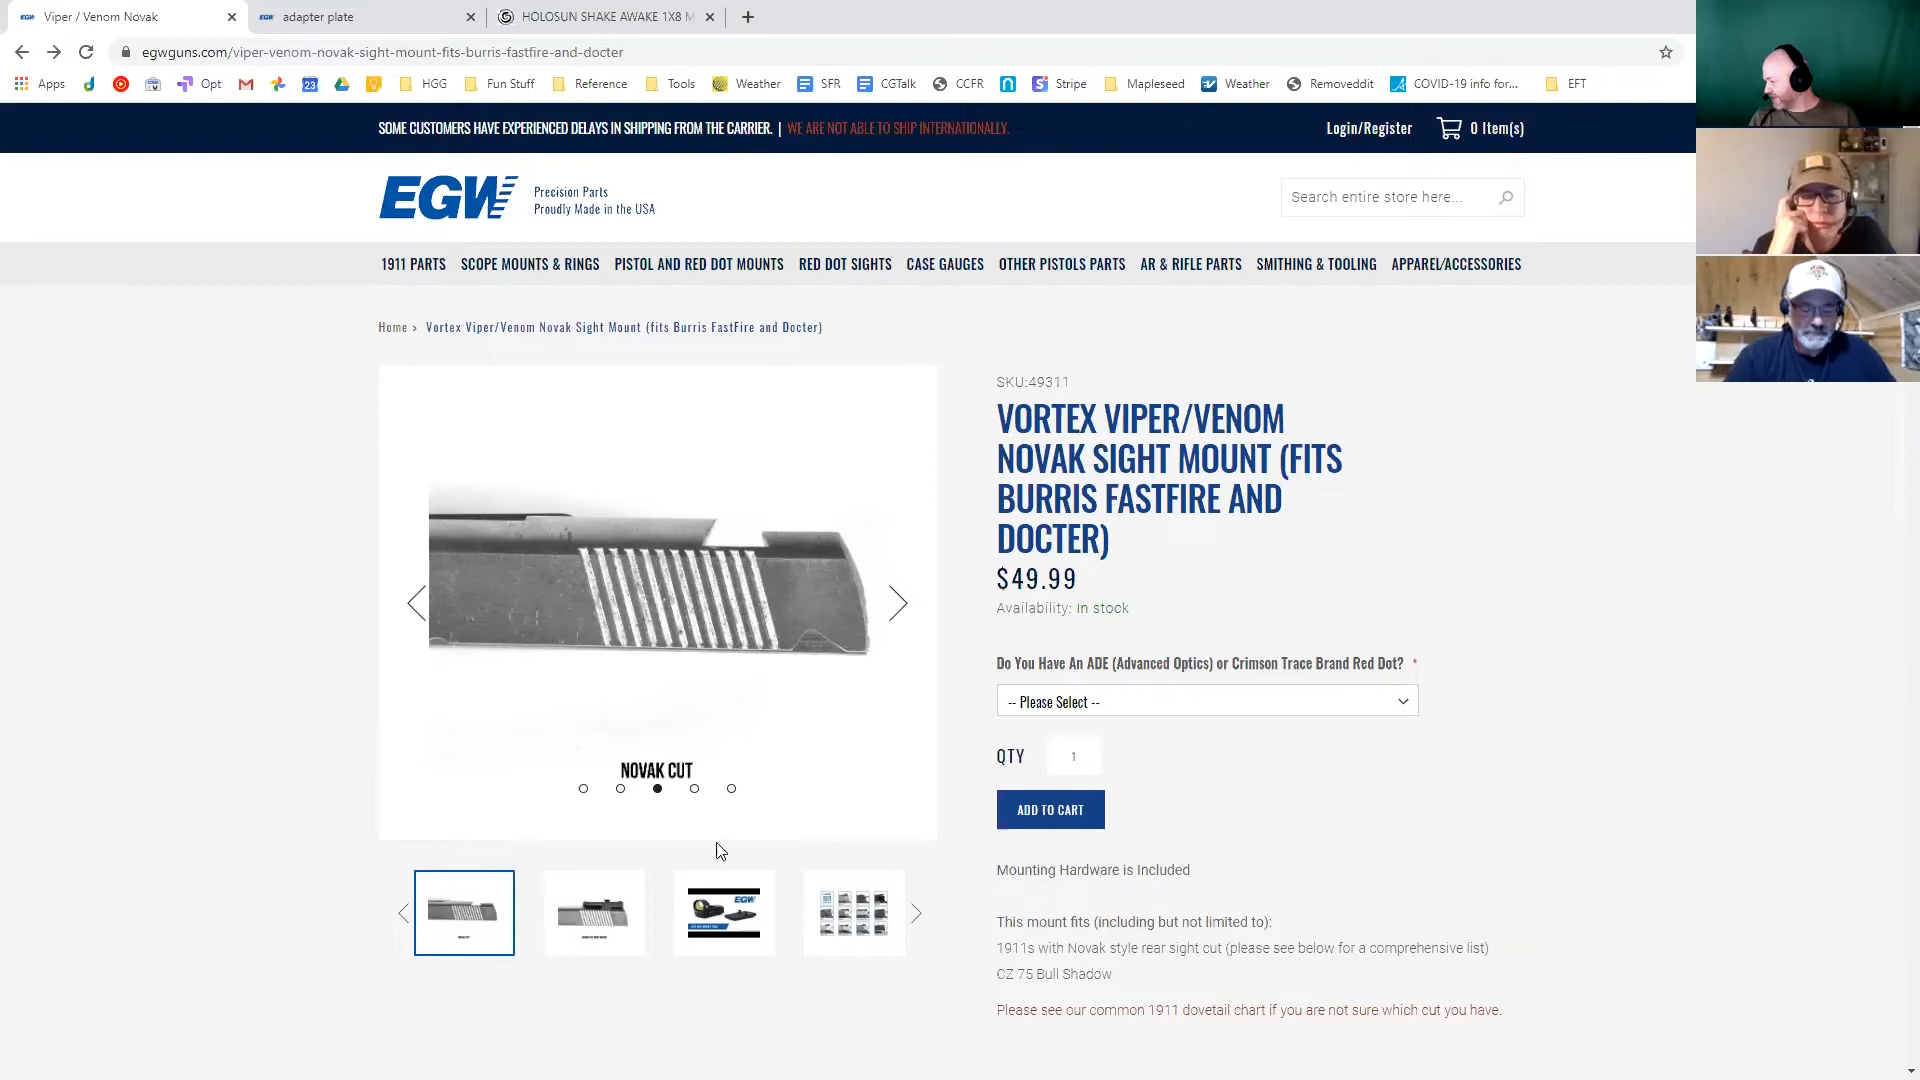 Viper / Venom Novak
EGW adapter plate
HOLOSUN SHAKE AWAKE 1X8 M
egwguns.com/viper-venom-novak-sight-mount-fits-burris-fastfire-and-docter
Apps
Opt
23
HGG
Fun Stuff
Reference
Tools
Weather
SFR
CGTalk
CCFR
Stripe
Mapleseed
Weather
Removeddit
COVID-19 info for...
EFT
SOME CUSTOMERS HAVE EXPERIENCED DELAYS IN SHIPPING FROM THE CARRIER. | WE ARE NOT ABLE TO SHIP INTERNATIONALLY.
Login/Register
0 Item(s)
EGW
Precision Parts
Proudly Made in the USA
Search entire store here...
1911 PARTS SCOPE MOUNTS & RINGS PISTOL AND RED DOT MOUNTS RED DOT SIGHTS CASE GAUGES OTHER PISTOLS PARTS AR & RIFLE PARTS SMITHING & TOOLING APPAREL/ACCESSORIES
Home › Vortex Viper/Venom Novak Sight Mount (fits Burris FastFire and Docter)
NOVAK CUT
EGW
SKU:49311
VORTEX VIPER/VENOM
NOVAK SIGHT MOUNT (FITS
BURRIS FASTFIRE AND
DOCTER)
$49.99
Availability: In stock
Do You Have An ADE (Advanced Optics) or Crimson Trace Brand Red Dot? *
-- Please Select --
QTY 1
ADD TO CART
Mounting Hardware is Included
This mount fits (including but not limited to):
1911s with Novak style rear sight cut (please see below for a comprehensive list)
CZ 75 Bull Shadow
Please see our common 1911 dovetail chart if you are not sure which cut you have.